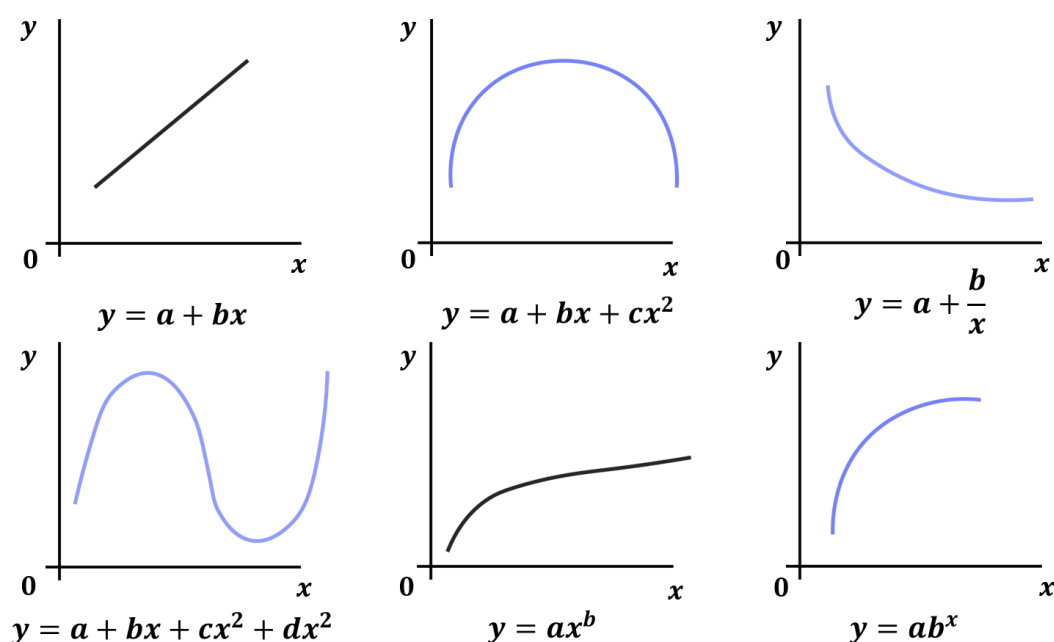 y
0
x
y = a + bx
y
0
x
y = a + bx + cx²
y
0
x
y = a + b/x
y
0
x
y = a + bx + cx² + dx²
y
0
x
y = axᵇ
y
0
x
y = abˣ